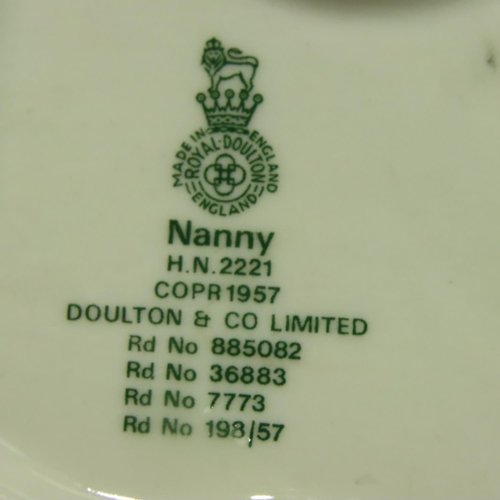 MADE IN ENGLAND
ROYAL·DOULTON
ENGLAND
Nanny
H.N.2221
COPR 1957
DOULTON & CO LIMITED
Rd No 885082
Rd No 36883
Rd No 7773
Rd No 198/57